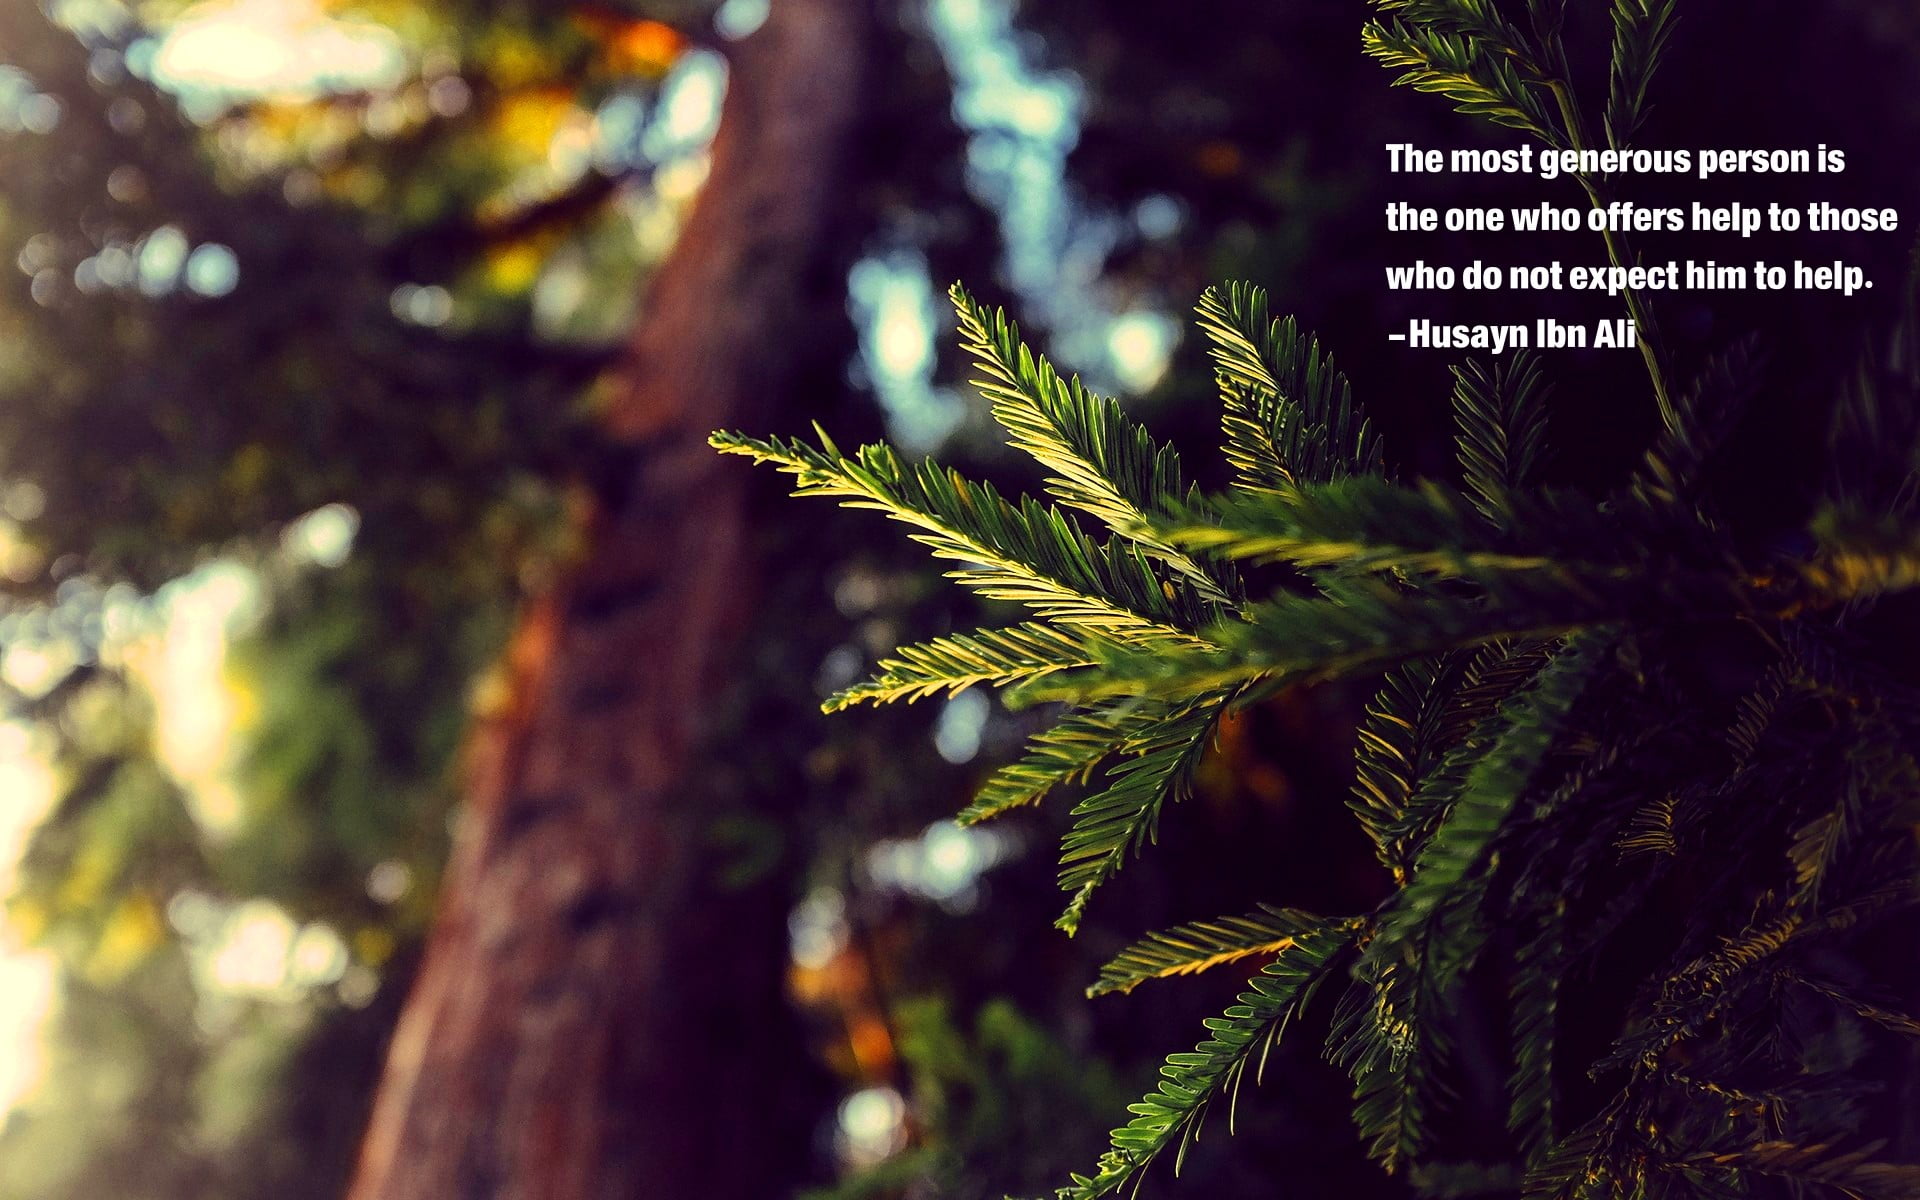 The most generous person is
the one who offers help to those
who do not expect him to help.
–Husayn Ibn Ali